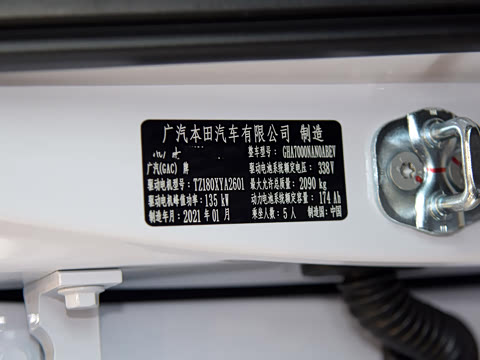 广汽本田汽车有限公司 制造
整车型号: GHA7000NAN0ABEV
广汽(GAC) 牌 驱动电池系统额定电压: 338V
驱动电机型号: TZ180XYA2601 最大允许总质量: 2090 kg
驱动电机峰值功率: 135 kW 动力电池系统额定容量: 174 Ah
制造年月: 2021 年 01 月 乘坐人数: 5 人 制造国: 中国